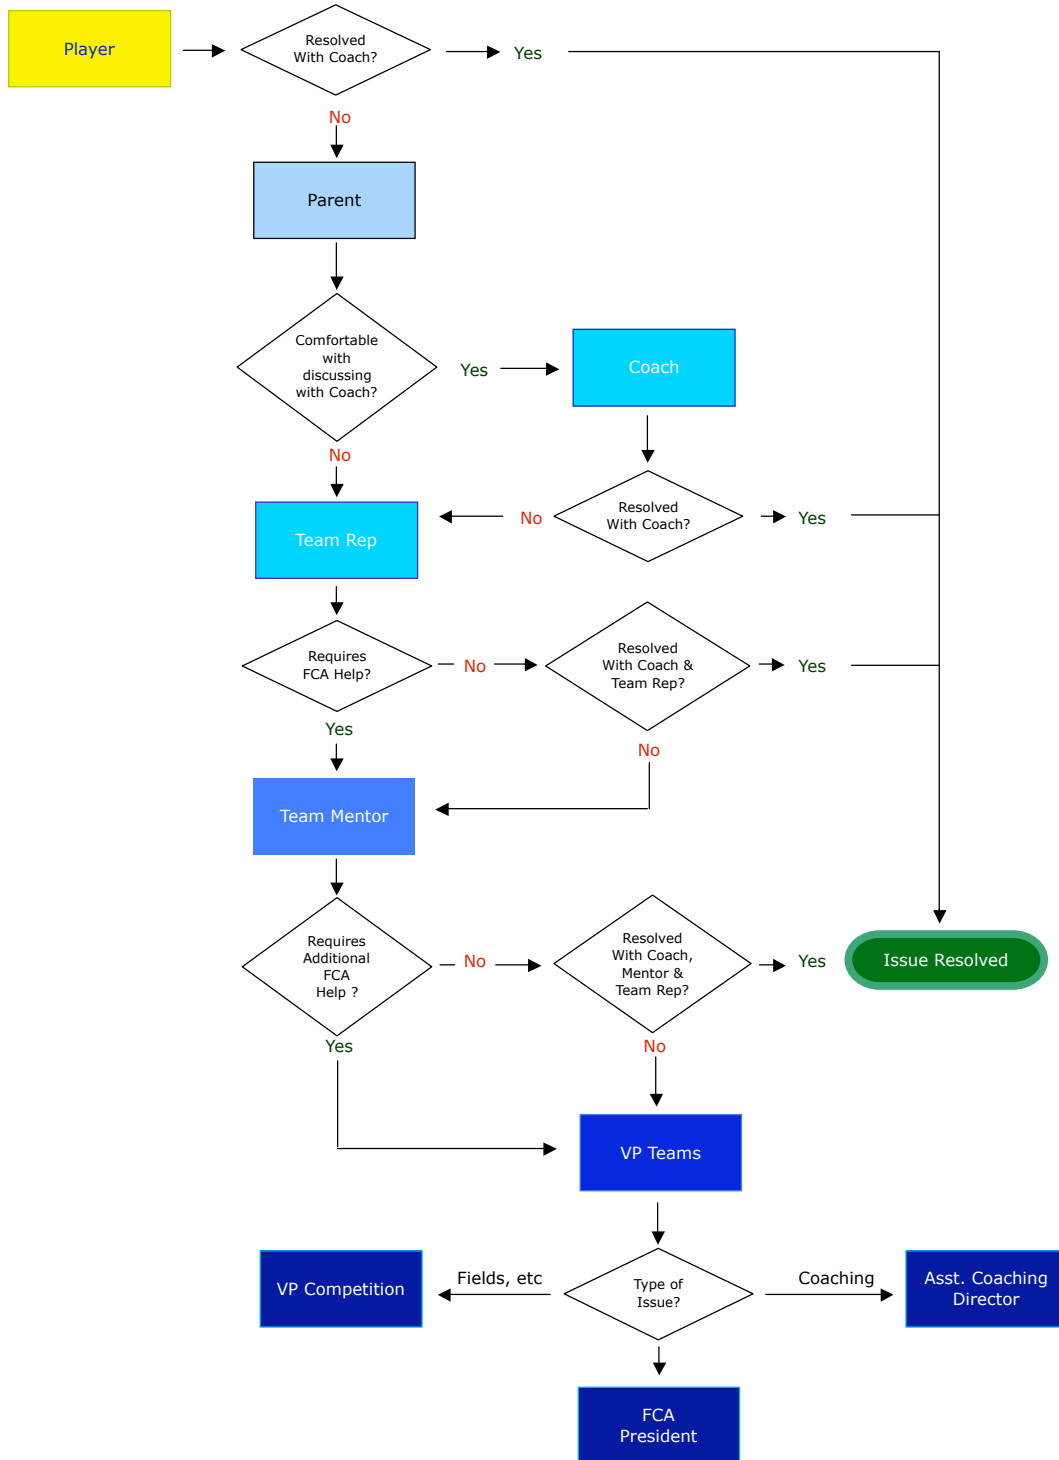 Player
Resolved
With Coach?
Yes
No
Parent
Comfortable
with
discussing
with Coach?
Yes
Coach
No
Team Rep
No
Resolved
With Coach?
Yes
Requires
FCA Help?
No
Resolved
With Coach &
Team Rep?
Yes
Yes
No
Team Mentor
Requires
Additional
FCA
Help ?
No
Resolved
With Coach,
Mentor &
Team Rep?
Yes
Issue Resolved
Yes
No
VP Teams
VP Competition
Fields, etc
Type of
Issue?
Coaching
Asst. Coaching
Director
FCA
President